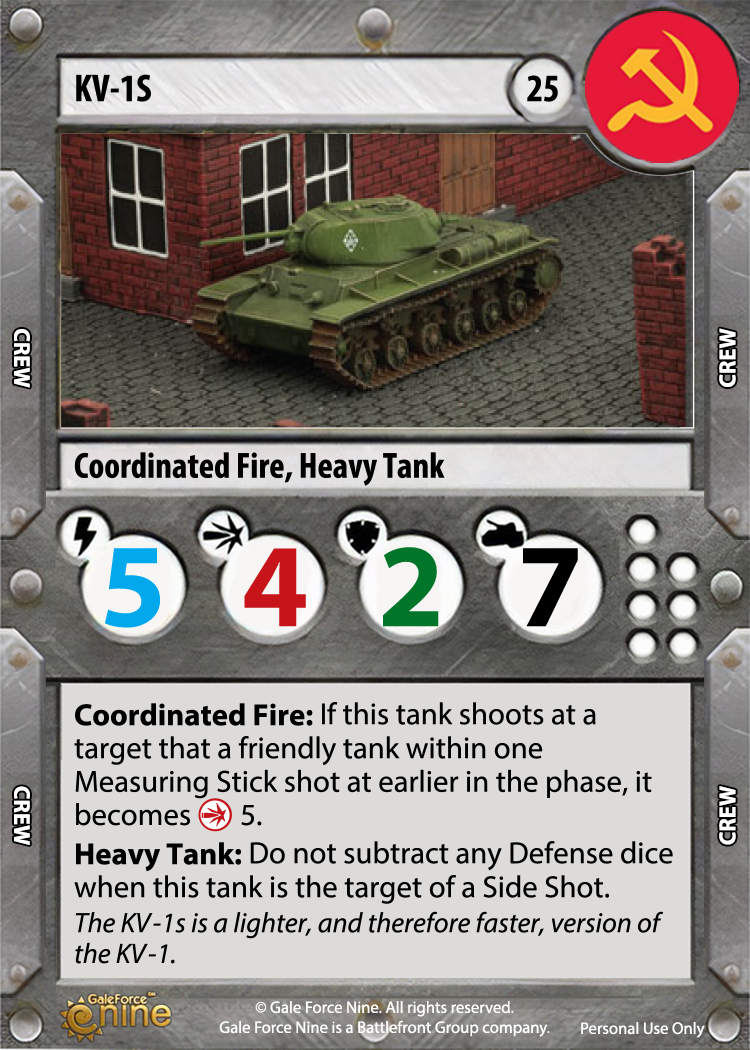 KV-1S
25
CREW
CREW
Coordinated Fire, Heavy Tank
5 4 2 7
Coordinated Fire: If this tank shoots at a
target that a friendly tank within one
Measuring Stick shot at earlier in the phase, it
becomes 5.
Heavy Tank: Do not subtract any Defense dice
when this tank is the target of a Side Shot.
The KV-1s is a lighter, and therefore faster, version of
the KV-1.
CREW
CREW
GaleForce™
nine
© Gale Force Nine. All rights reserved.
Gale Force Nine is a Battlefront Group company.
Personal Use Only